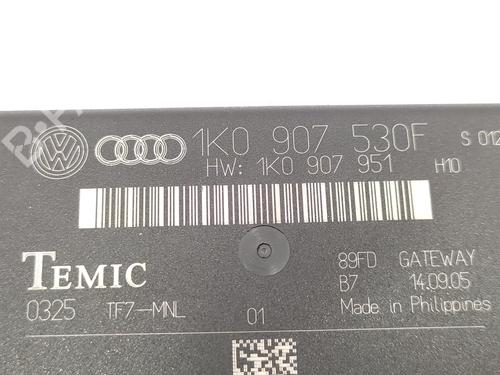 1K0 907 530F S 012
HW: 1K0 907 951 H10
TEMIC 89FD GATEWAY
B7 14.09.05
0325 TF7-MNL 01 Made in Philippines